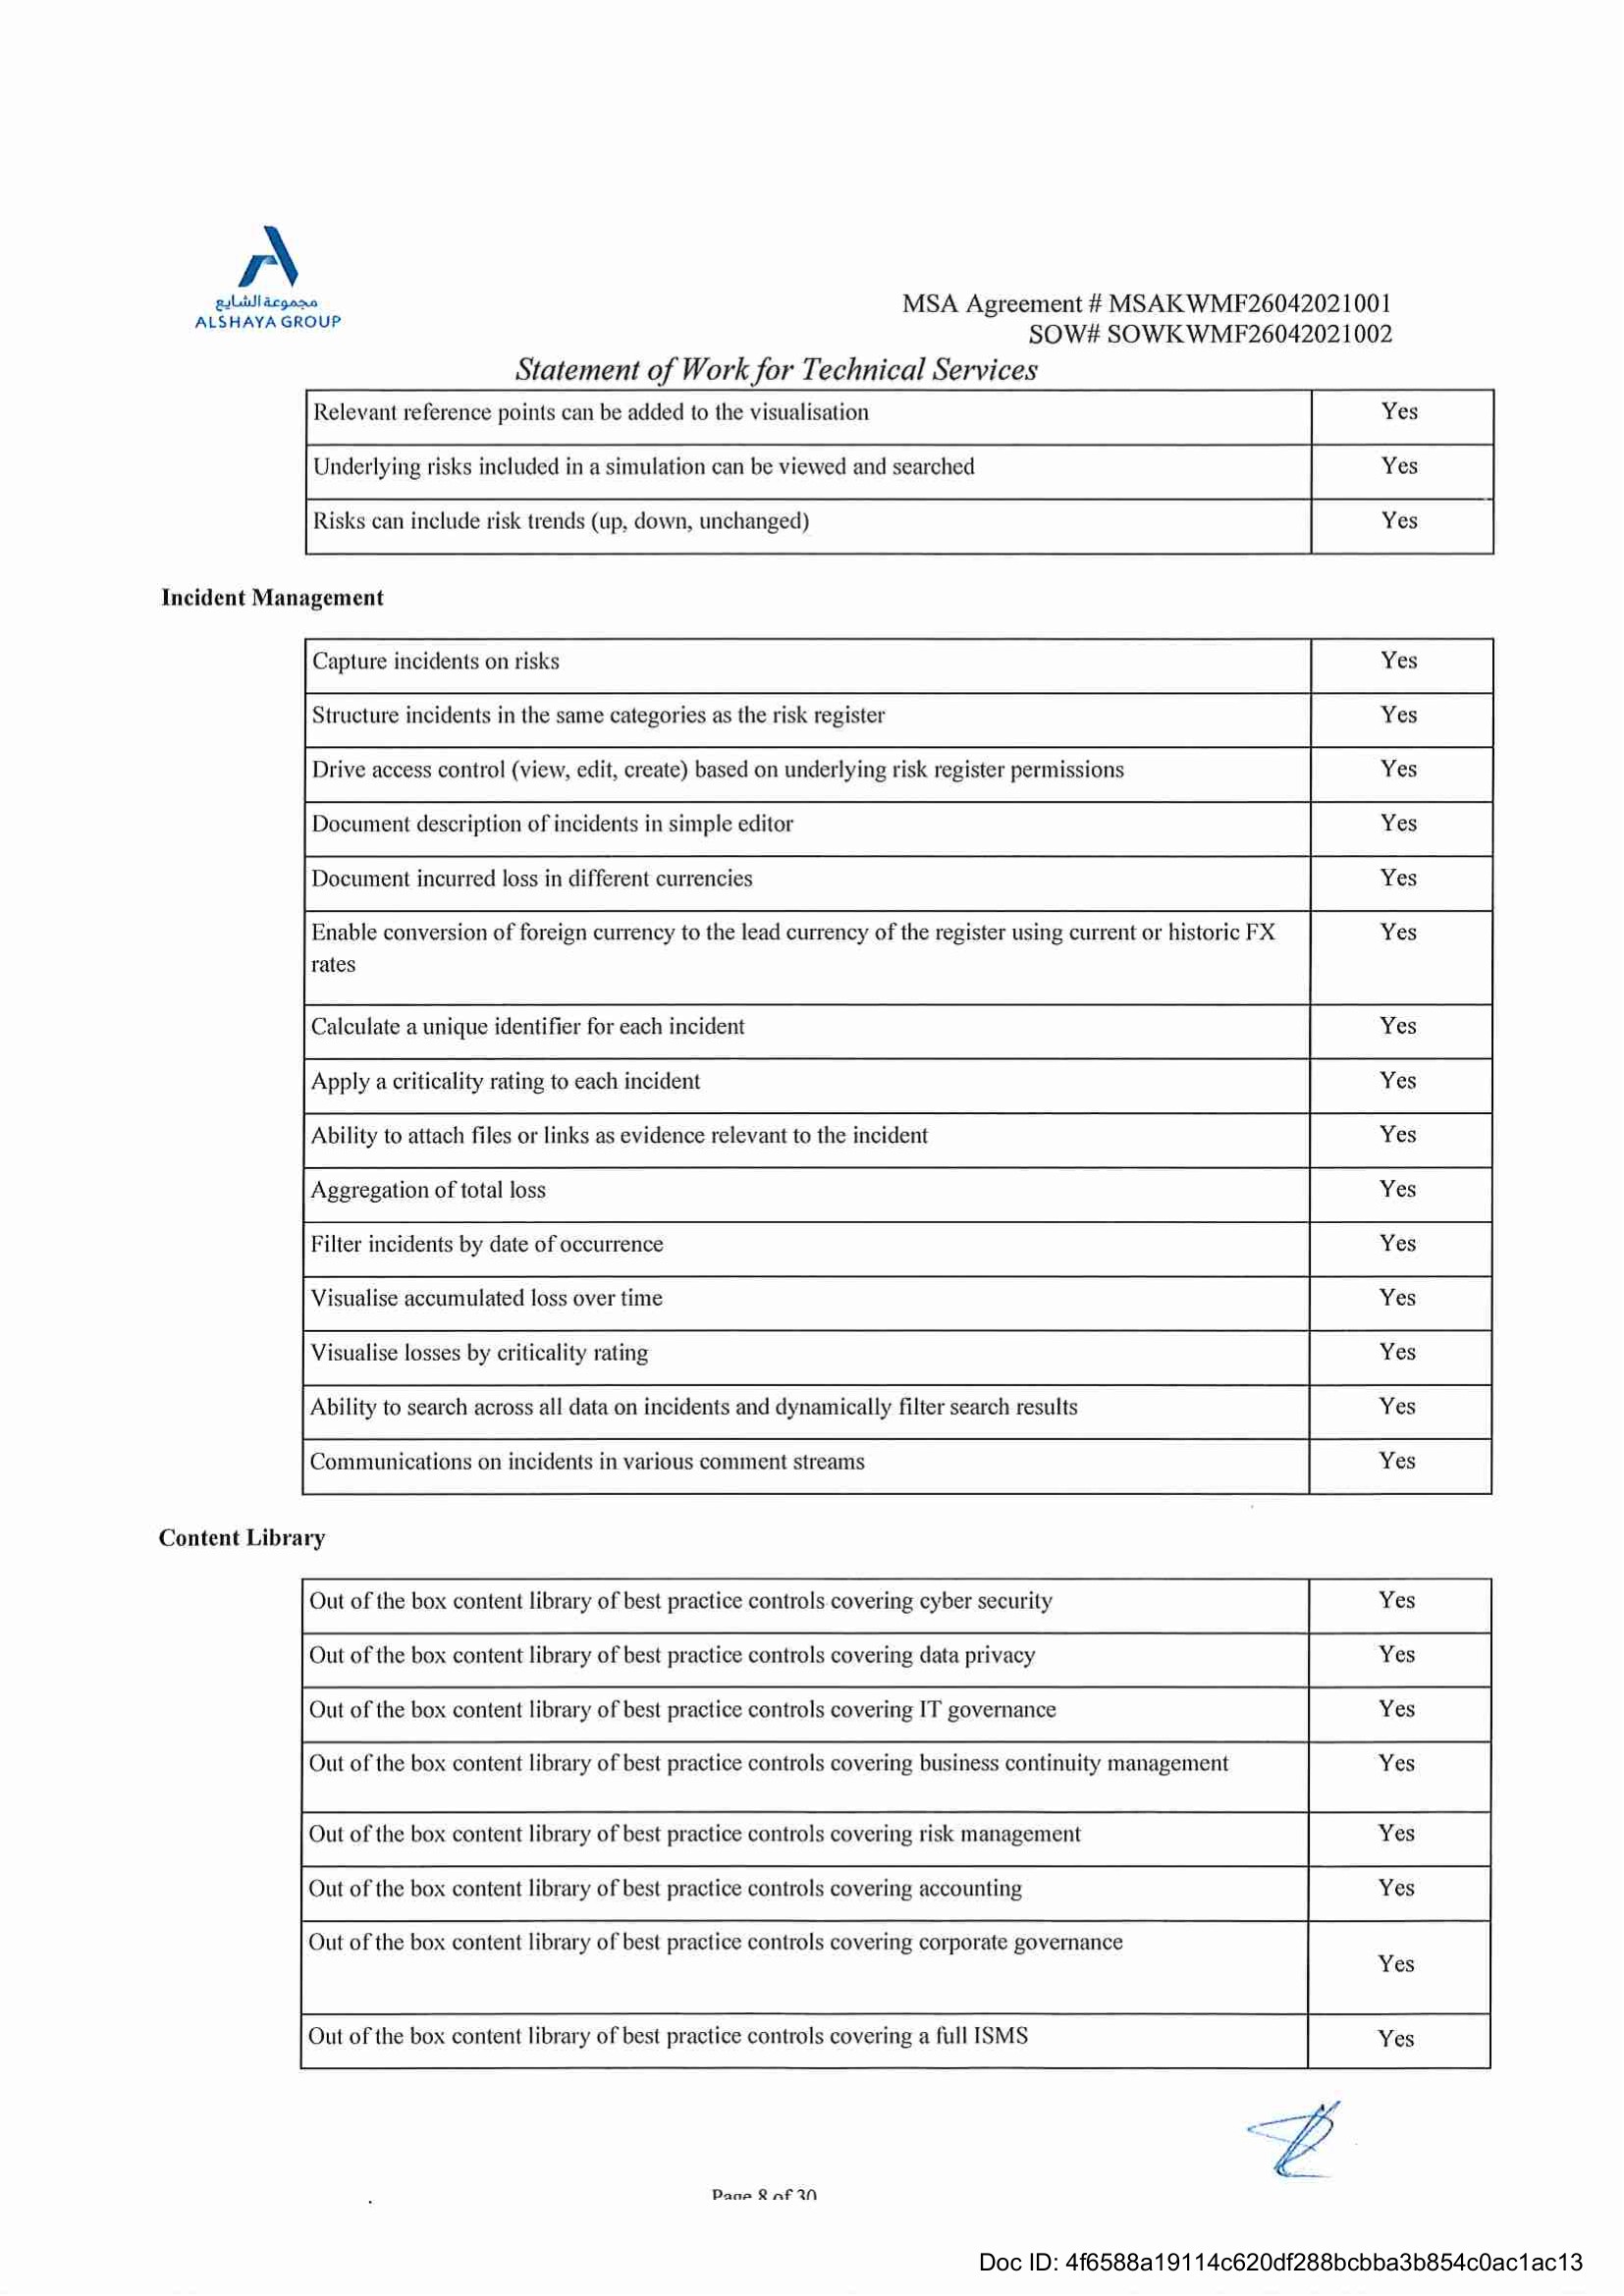 مجموعة الشايع
ALSHAYA GROUP
MSA Agreement # MSAKWMF26042021001
SOW# SOWKWMF26042021002
Statement of Work for Technical Services
Relevant reference points can be added to the visualisation Yes
Underlying risks included in a simulation can be viewed and searched Yes
Risks can include risk trends (up, down, unchanged) Yes
Incident Management
Capture incidents on risks Yes
Structure incidents in the same categories as the risk register Yes
Drive access control (view, edit, create) based on underlying risk register permissions Yes
Document description of incidents in simple editor Yes
Document incurred loss in different currencies Yes
Enable conversion of foreign currency to the lead currency of the register using current or historic FX Yes
rates
Calculate a unique identifier for each incident Yes
Apply a criticality rating to each incident Yes
Ability to attach files or links as evidence relevant to the incident Yes
Aggregation of total loss Yes
Filter incidents by date of occurrence Yes
Visualise accumulated loss over time Yes
Visualise losses by criticality rating Yes
Ability to search across all data on incidents and dynamically filter search results Yes
Communications on incidents in various comment streams Yes
Content Library
Out of the box content library of best practice controls covering cyber security Yes
Out of the box content library of best practice controls covering data privacy Yes
Out of the box content library of best practice controls covering IT governance Yes
Out of the box content library of best practice controls covering business continuity management Yes
Out of the box content library of best practice controls covering risk management Yes
Out of the box content library of best practice controls covering accounting Yes
Out of the box content library of best practice controls covering corporate governance Yes
Out of the box content library of best practice controls covering a full ISMS Yes
Page 8 of 30
Doc ID: 4f6588a19114c620df288bcbba3b854c0ac1ac13